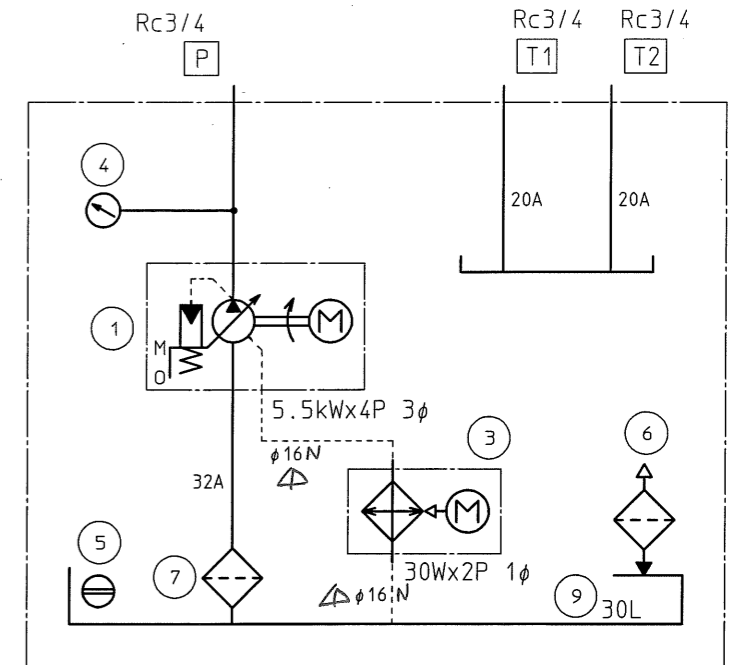 Rc3/4 Rc3/4 Rc3/4
P T1 T2
4
20A 20A
1
M
M
O
5.5kWx4P 3φ
3
6
φ16N
32A
M
5
7
30Wx2P 1φ
φ16N
9
30L